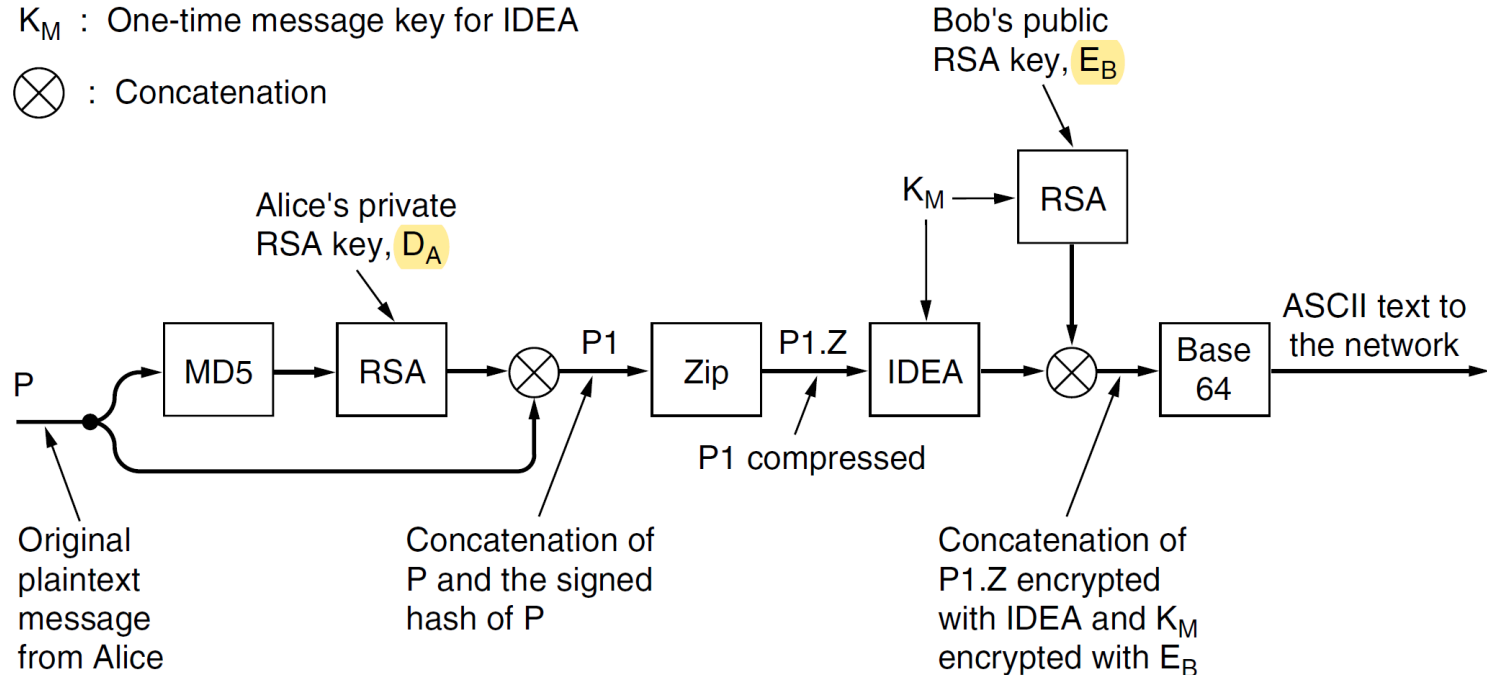 K_M : One-time message key for IDEA
⊗ : Concatenation
Bob's public
RSA key, E_B
K_M
RSA
Alice's private
RSA key, D_A
P
MD5
RSA
P1
Zip
P1.Z
IDEA
Base
64
ASCII text to
the network
P1 compressed
Original
plaintext
message
from Alice
Concatenation of
P and the signed
hash of P
Concatenation of
P1.Z encrypted
with IDEA and K_M
encrypted with E_B